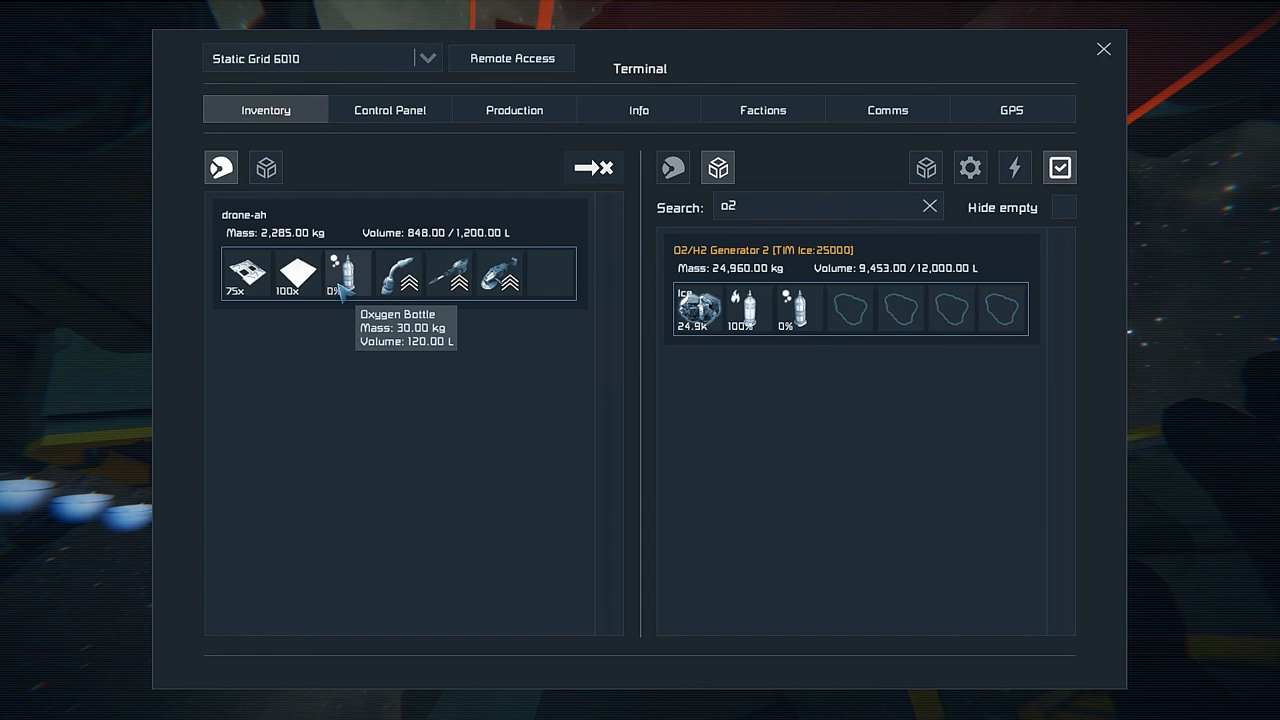 Static Grid 6010
Remote Access
Terminal
Inventory
Control Panel
Production
Info
Factions
Comms
GPS
Search:
o2
Hide empty
drone-ah
Mass: 2,285.00 kg
Volume: 848.00 / 1,200.00 L
75x
100x
0%
Oxygen Bottle
Mass: 30.00 kg
Volume: 120.00 L
O2/H2 Generator 2 [TIM Ice:25000]
Mass: 24,960.00 kg
Volume: 9,453.00 / 12,000.00 L
Ice
24.9K
100%
0%